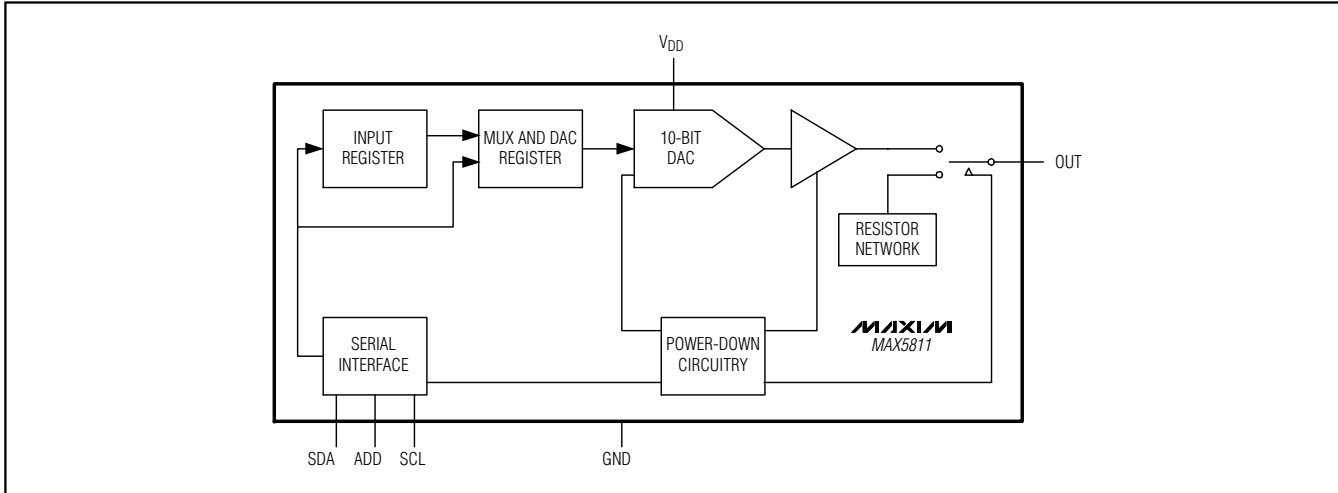 VDD
INPUT
REGISTER
MUX AND DAC
REGISTER
10-BIT
DAC
OUT
RESISTOR
NETWORK
SERIAL
INTERFACE
POWER-DOWN
CIRCUITRY
MAXIM
MAX5811
SDA ADD SCL GND